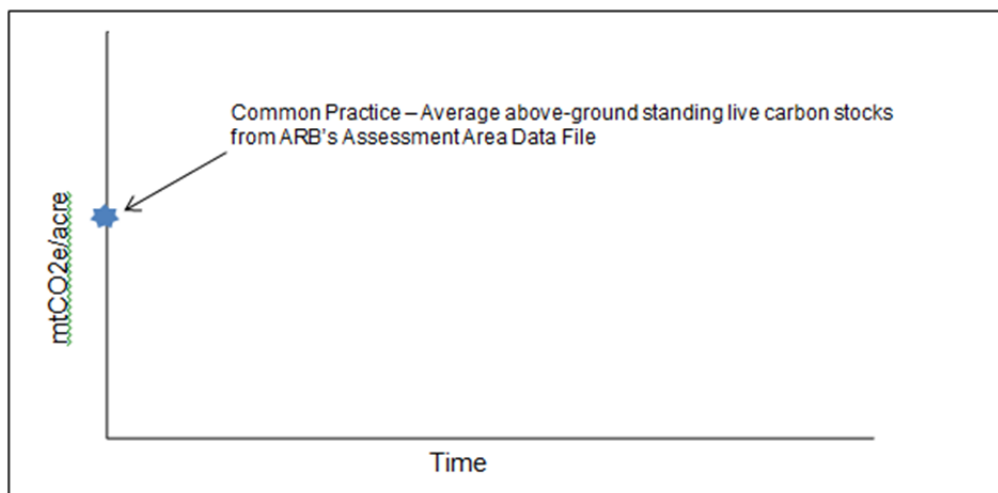 Common Practice – Average above-ground standing live carbon stocks
from ARB's Assessment Area Data File
mtCO2e/acre
Time